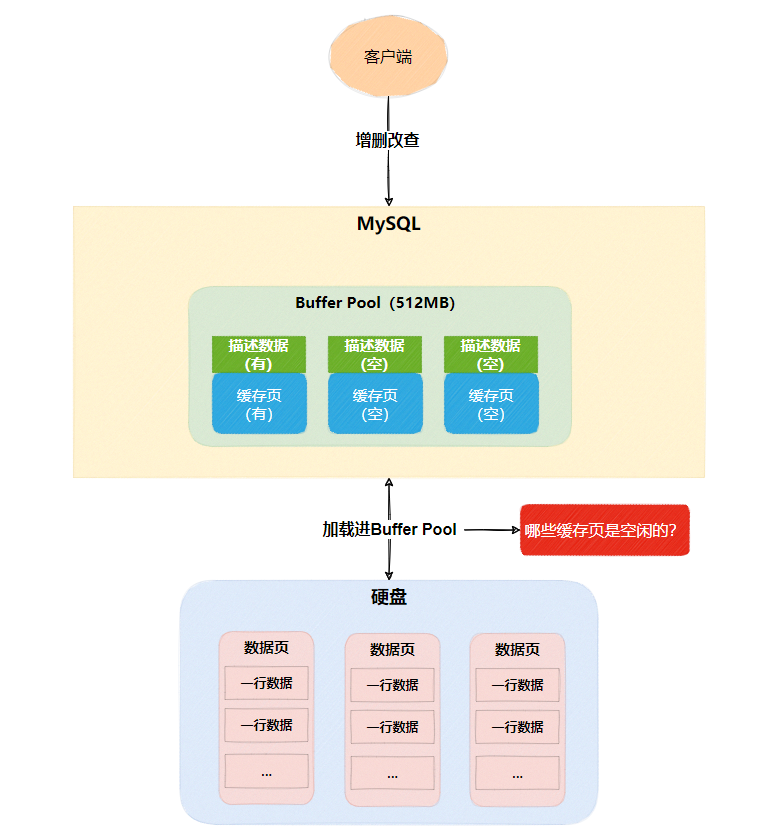 客户端
增删改查
MySQL
Buffer Pool（512MB）
描述数据
(有)
描述数据
(空)
描述数据
(空)
缓存页
（有）
缓存页
（空）
缓存页
（空）
加载进Buffer Pool
哪些缓存页是空闲的？
硬盘
数据页
一行数据
一行数据
...
数据页
一行数据
一行数据
...
数据页
一行数据
一行数据
...